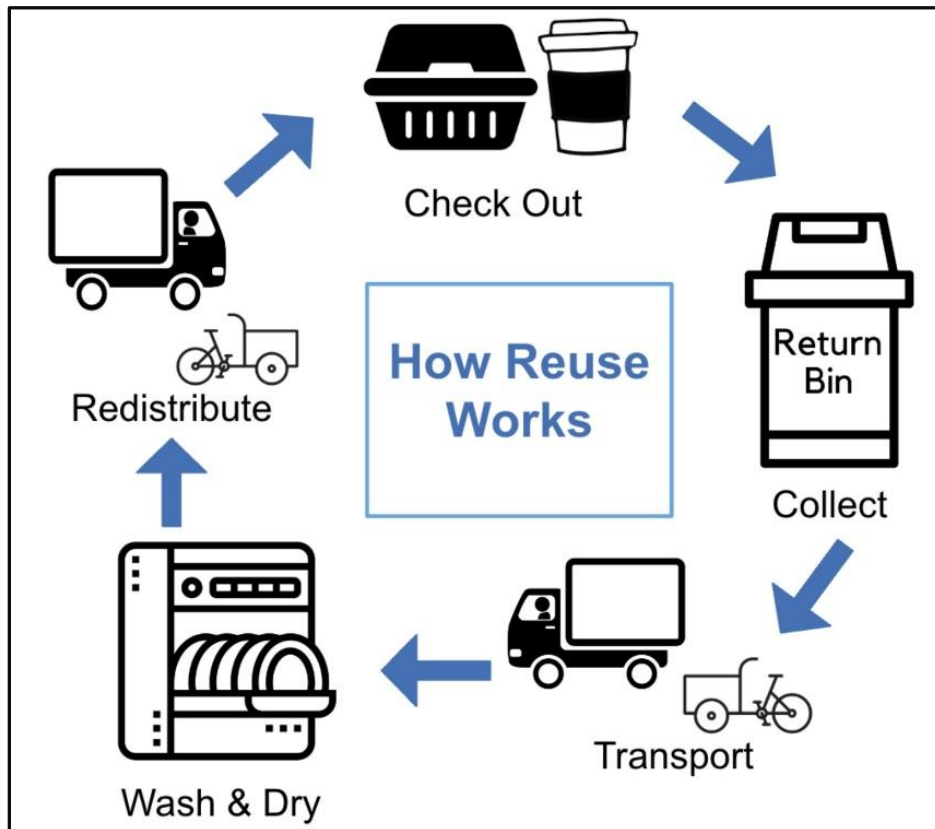 Check Out
How Reuse
Works
Return
Bin
Collect
Transport
Wash & Dry
Redistribute